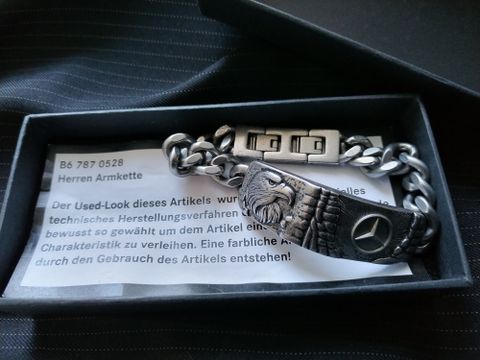 B6 787 0528
Herren Armkette
Der Used-Look dieses Artikels
technisches Herstellungsverfahren
bewusst so gewählt um dem Artikel
Charakteristik zu verleihen. Eine farbliche
durch den Gebrauch des Artikels entstehen!